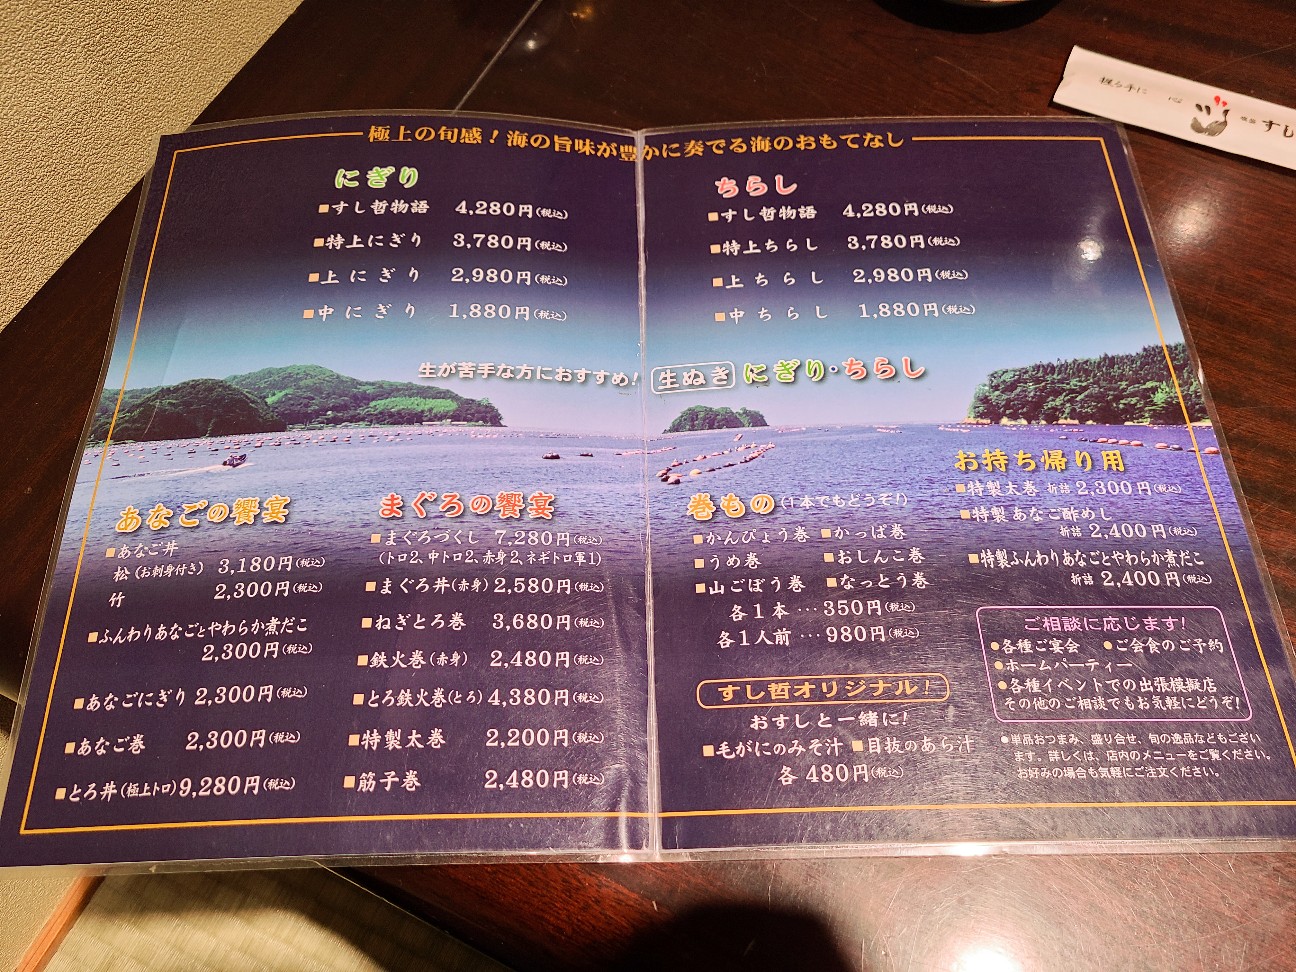 極上の旬感！海の旨味が豊かに奏でる海のおもてなし
にぎり
■すし哲物語 4,280円(税込)
■特上にぎり 3,780円(税込)
■上にぎり 2,980円(税込)
■中にぎり 1,880円(税込)
ちらし
■すし哲物語 4,280円(税込)
■特上ちらし 3,780円(税込)
■上ちらし 2,980円(税込)
■中ちらし 1,880円(税込)
生が苦手な方におすすめ！ 生ぬき にぎり・ちらし
あなごの饗宴
■あなご丼
松(お刺身付き) 3,180円(税込)
竹 2,300円(税込)
■ふんわりあなごとやわらか煮だこ
2,300円(税込)
■あなごにぎり 2,300円(税込)
■あなご巻 2,300円(税込)
■とろ丼(極上トロ) 9,280円(税込)
まぐろの饗宴
■まぐろづくし 7,280円(税込)
(トロ2、中トロ2、赤身2、ネギトロ軍1)
■まぐろ丼(赤身) 2,580円(税込)
■ねぎとろ巻 3,680円(税込)
■鉄火巻(赤身) 2,480円(税込)
■とろ鉄火巻(とろ) 4,380円(税込)
■特製太巻 2,200円(税込)
■筋子巻 2,480円(税込)
巻もの(1本でもどうぞ！)
■かんぴょう巻 ■かっぱ巻
■うめ巻 ■おしんこ巻
■山ごぼう巻 ■なっとう巻
各1本…350円(税込)
各1人前…980円(税込)
すし哲オリジナル！
おすしと一緒に！
■毛がにのみそ汁 ■目抜のあら汁
各 480円(税込)
お持ち帰り用
■特製太巻 折詰 2,300円(税込)
■特製あなご酢めし
折詰 2,400円(税込)
■特製ふんわりあなごとやわらか煮だこ
折詰 2,400円(税込)
ご相談に応じます！
●各種ご宴会 ●ご会食のご予約
●ホームパーティー
●各種イベントでの出張模擬店
その他のご相談でもお気軽にどうぞ！
●単品おつまみ、盛り合せ、旬の逸品などもござい
ます。詳しくは、店内のメニューをご覧ください。
お好みの場合も気軽にご注文ください。
握る手に 心
すし